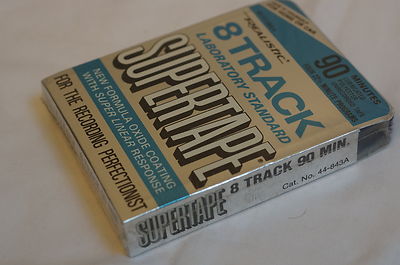 "REALISTIC"
8 TRACK
LABORATORY STANDARD
SUPERTAPE
NEW FORMULA OXIDE COATING
WITH SUPER LINEAR RESPONSE
FOR THE RECORDING PERFECTIONIST
90 MINUTES
SUPERTAPE 8 TRACK 90 MIN.
Cat. No. 44-843A